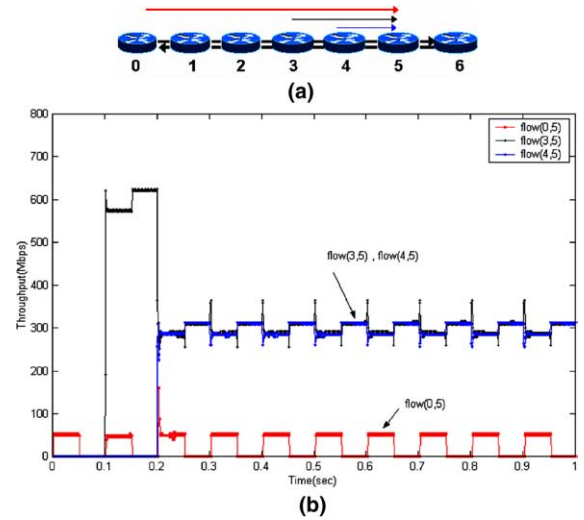 0 1 2 3 4 5 6
(a)
800
700
600
500
400
300
200
100
0
Throughput(Mbps)
flow(0,5)
flow(3,5)
flow(4,5)
flow(3,5) , flow(4,5)
flow(0,5)
0 0.1 0.2 0.3 0.4 0.5 0.6 0.7 0.8 0.9 1
Time(sec)
(b)